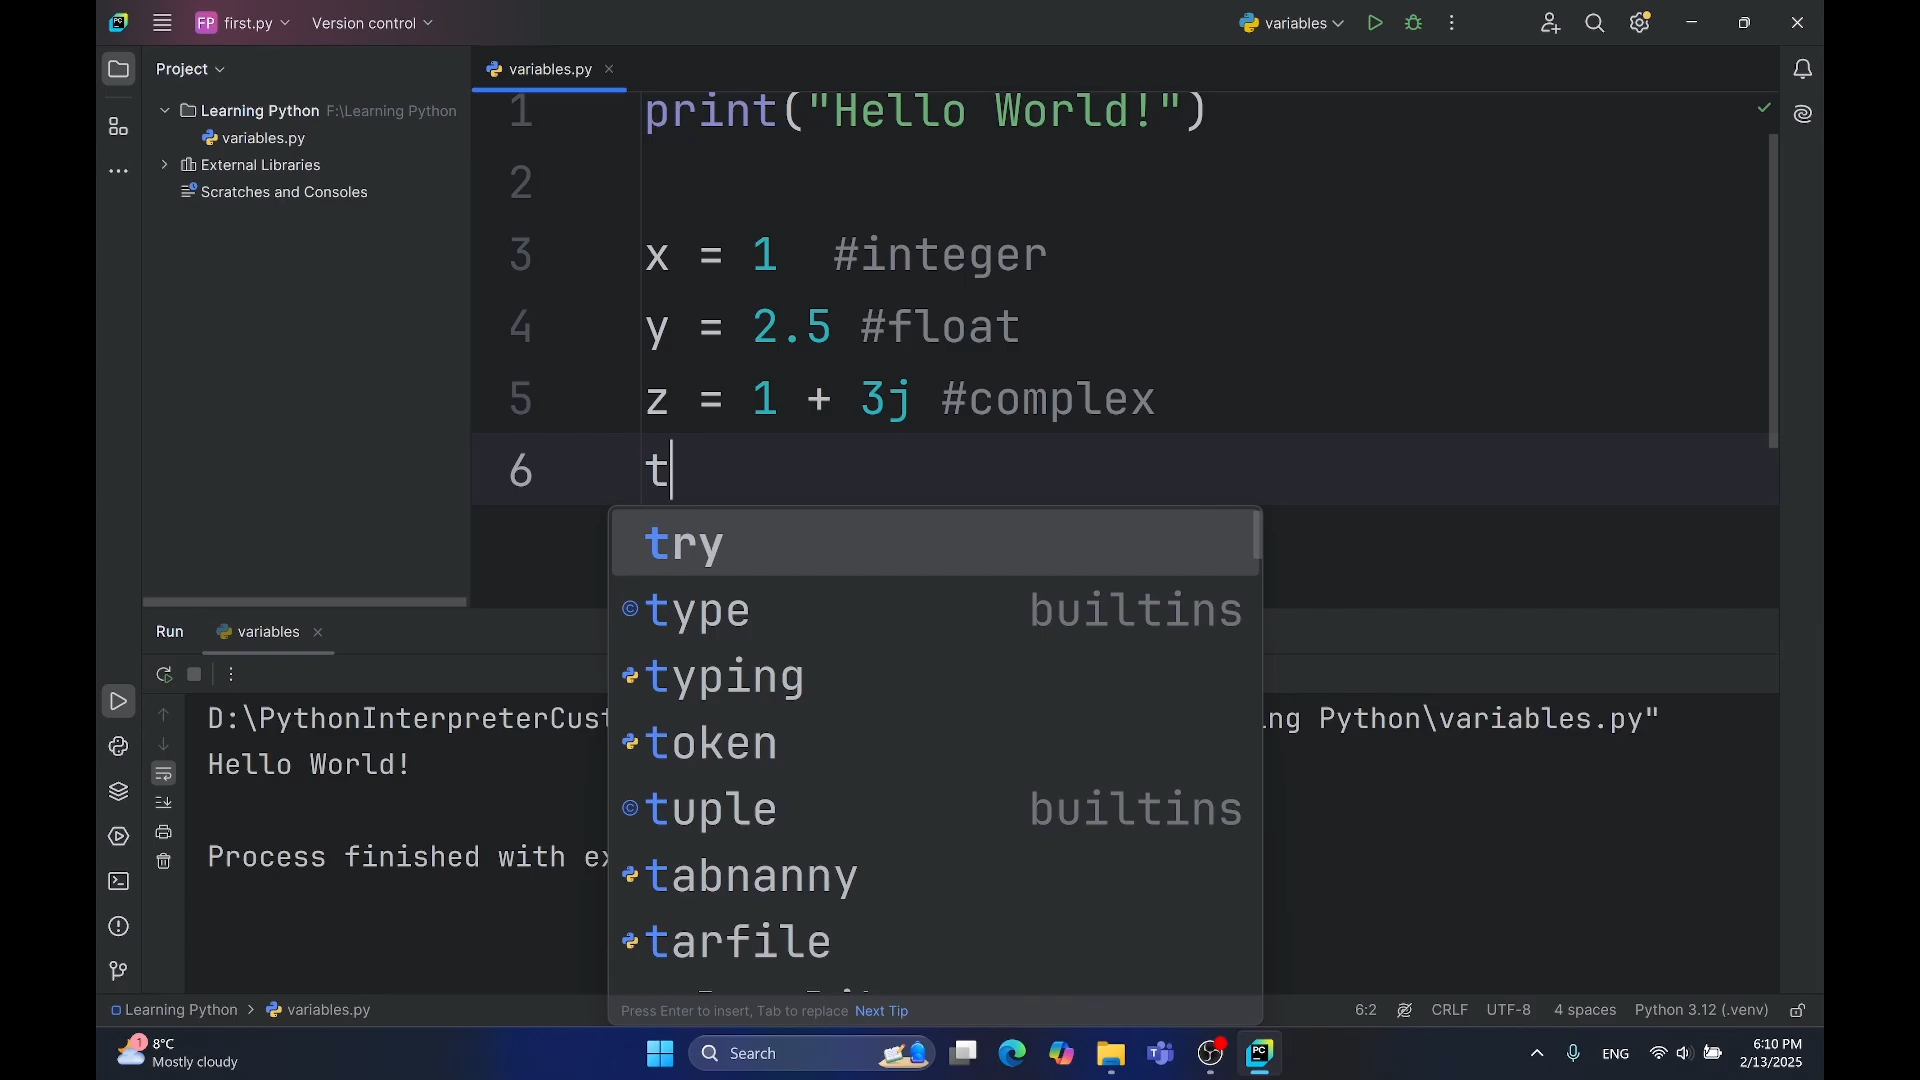 FP first.py Version control variables
Project
variables.py
Learning Python F:\Learning Python
variables.py
External Libraries
Scratches and Consoles
1 print("Hello World!")
2
3 x = 1 #integer
4 y = 2.5 #float
5 z = 1 + 3j #complex
6 t
try
type builtins
typing
token
tuple builtins
tabnanny
tarfile
Press Enter to insert, Tab to replace Next Tip
Run variables
D:\PythonInterpreterCust ng Python\variables.py"
Hello World!
Process finished with ex
Learning Python > variables.py 6:2 CRLF UTF-8 4 spaces Python 3.12 (.venv)
1 8°C
Mostly cloudy
Search
ENG
6:10 PM
2/13/2025